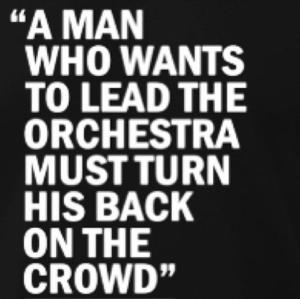 “A MAN
WHO WANTS
TO LEAD THE
ORCHESTRA
MUST TURN
HIS BACK
ON THE
CROWD”